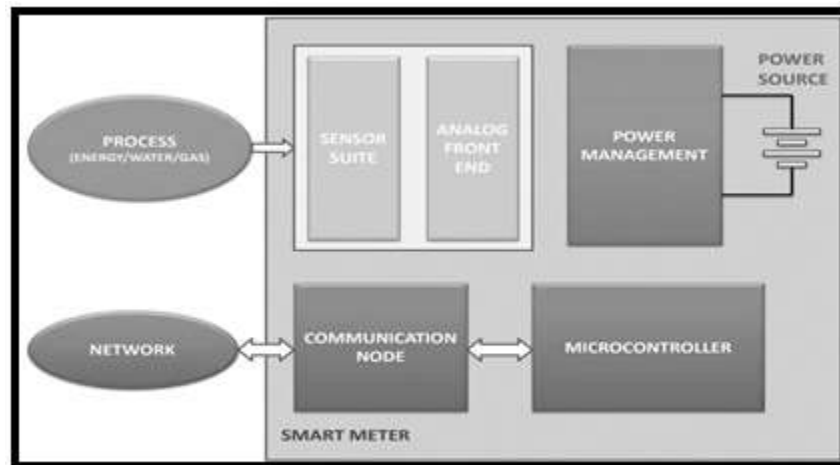 PROCESS
(ENERGY/WATER/GAS)
SENSOR
SUITE
ANALOG
FRONT
END
POWER
MANAGEMENT
POWER
SOURCE
NETWORK
COMMUNICATION
NODE
MICROCONTROLLER
SMART METER